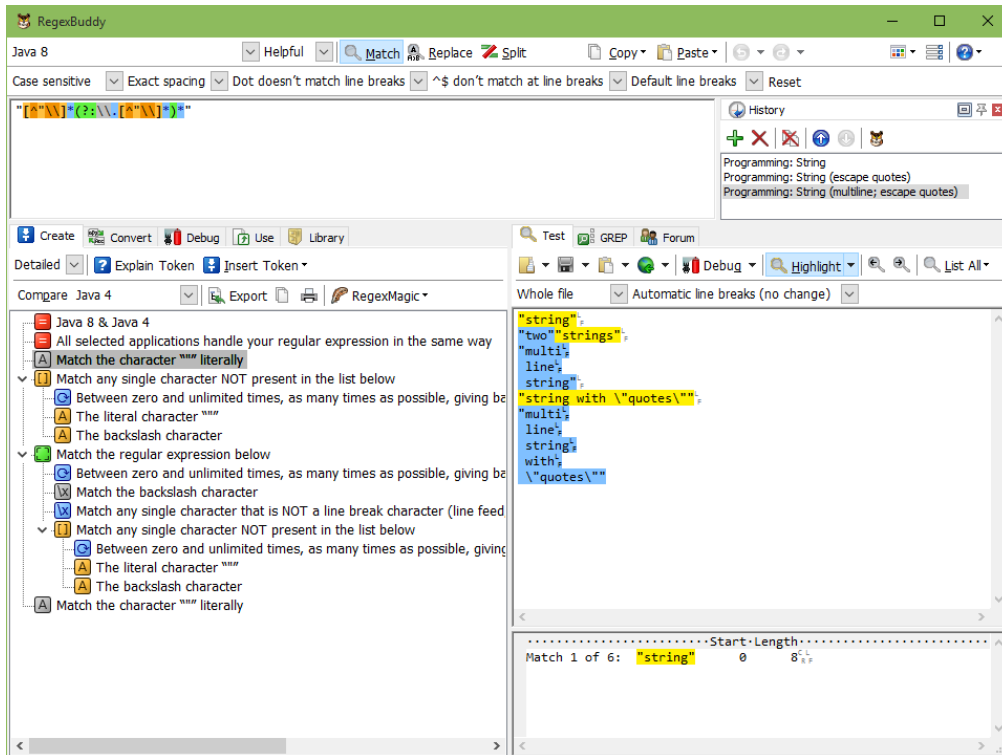 RegexBuddy
Java 8 Helpful Match Replace Split Copy Paste
Case sensitive Exact spacing Dot doesn't match line breaks ^$ don't match at line breaks Default line breaks Reset
"[^"\\]*(?:\\.[^"\\]*)*"
History
Programming: String
Programming: String (escape quotes)
Programming: String (multiline; escape quotes)
Create Convert Debug Use Library
Detailed Explain Token Insert Token
Compare Java 4 Export RegexMagic
Java 8 & Java 4
All selected applications handle your regular expression in the same way
Match the character “"” literally
Match any single character NOT present in the list below
Between zero and unlimited times, as many times as possible, giving ba
The literal character “"”
The backslash character
Match the regular expression below
Between zero and unlimited times, as many times as possible, giving ba
Match the backslash character
Match any single character that is NOT a line break character (line feed,
Match any single character NOT present in the list below
Between zero and unlimited times, as many times as possible, giving
The literal character “"”
The backslash character
Match the character “"” literally
Test GREP Forum
Debug Highlight List All
Whole file Automatic line breaks (no change)
"string"
"two""strings"
"multi
line
string"
"string with \"quotes\""
"multi
line
string
with
\"quotes\""
Start·Length
Match 1 of 6: "string" 0 8